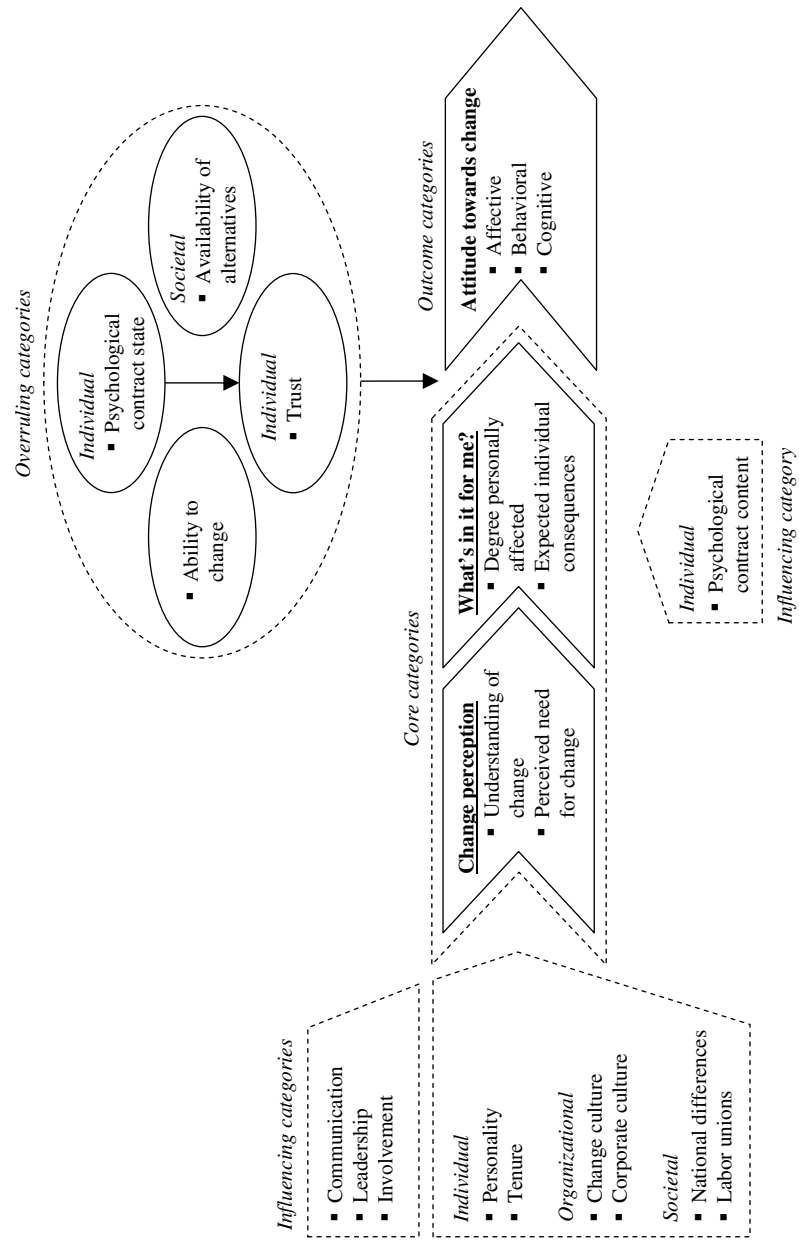 Overruling categories
Individual
▪ Psychological
contract state
▪ Ability to
change
Societal
▪ Availability of
alternatives
Individual
▪ Trust
Influencing categories
▪ Communication
▪ Leadership
▪ Involvement
Individual
▪ Personality
▪ Tenure
Organizational
▪ Change culture
▪ Corporate culture
Societal
▪ National differences
▪ Labor unions
Core categories
Change perception
▪ Understanding of
change
▪ Perceived need
for change
What's in it for me?
▪ Degree personally
affected
▪ Expected individual
consequences
Outcome categories
Attitude towards change
▪ Affective
▪ Behavioral
▪ Cognitive
Individual
▪ Psychological
contract content
Influencing category